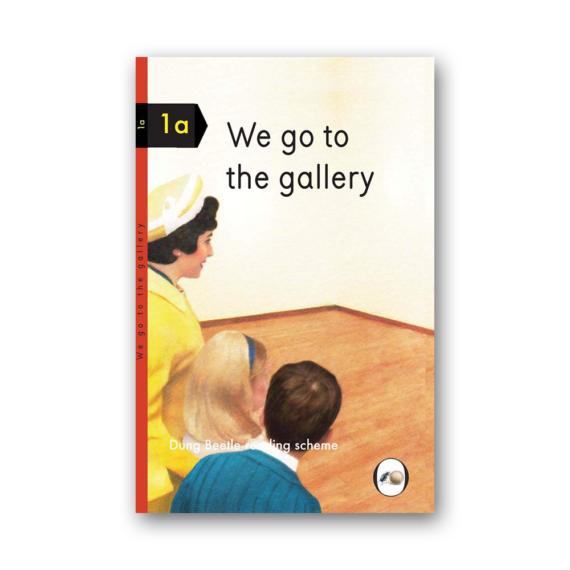 1a
1a
We go to
the gallery
We go to the gallery
Dung Beetle reading scheme